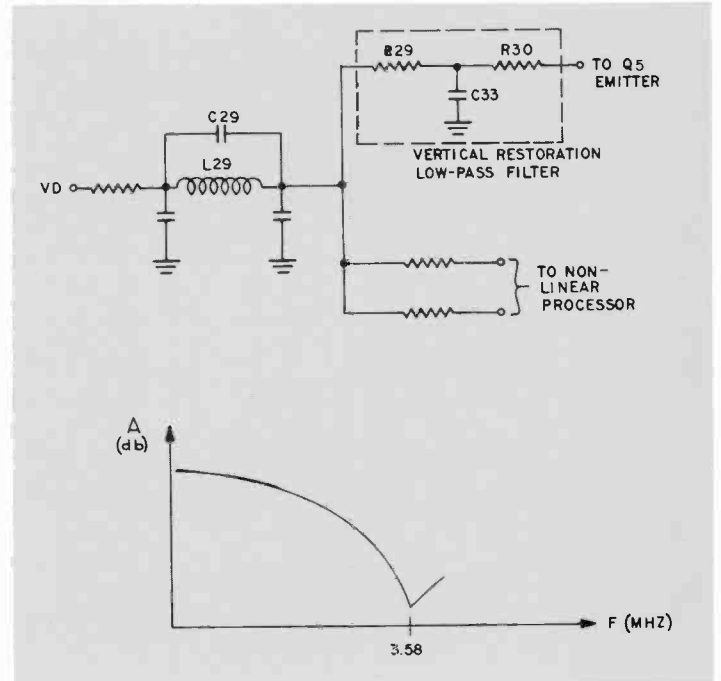 R29
R30
TO Q5
EMITTER
C33
C29
L29
VERTICAL RESTORATION
LOW-PASS FILTER
VD
TO NON-
LINEAR
PROCESSOR
A
(db)
F (MHZ)
3.58